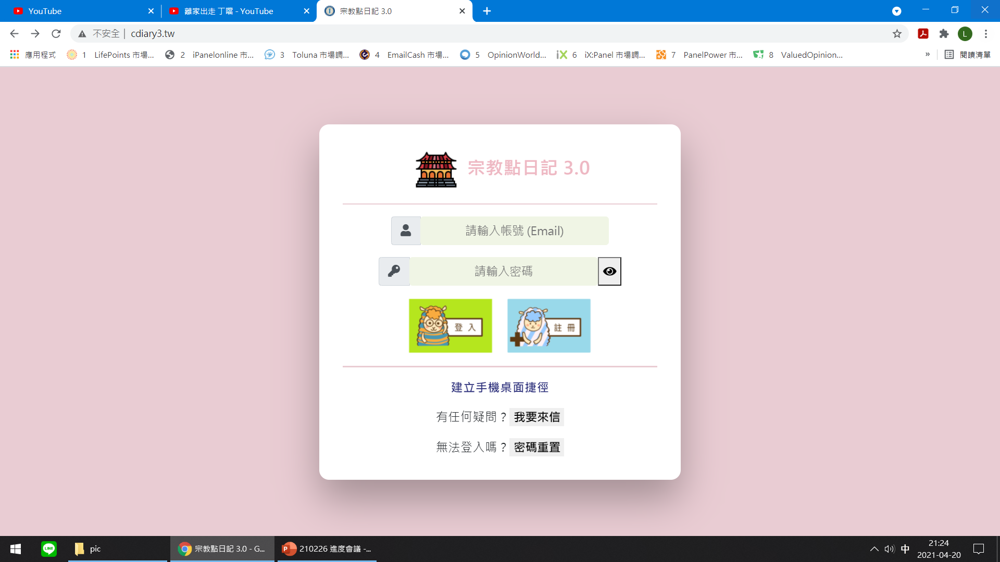 YouTube
離家出走 丁噹 - YouTube
宗教點日記 3.0
不安全 | cdiary3.tw
L
應用程式
1 LifePoints 市場...
2 iPanelonline 市...
3 Toluna 市場調...
4 EmailCash 市場...
5 OpinionWorld...
6 iX:Panel 市場調...
7 PanelPower 市...
8 ValuedOpinion...
»
閱讀清單
宗教點日記 3.0
請輸入帳號 (Email)
請輸入密碼
登入
註冊
建立手機桌面捷徑
有任何疑問？ 我要來信
無法登入嗎？ 密碼重置
LINE
pic
宗教點日記 3.0 - G...
210226 進度會議 -...
中
21:24
2021-04-20